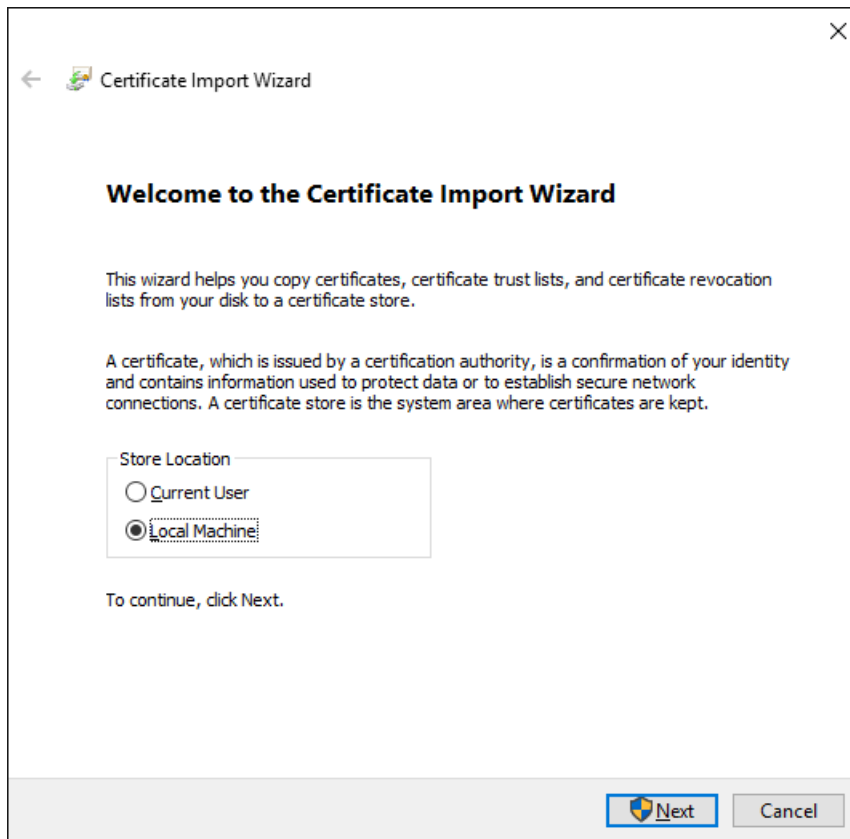 Certificate Import Wizard
Welcome to the Certificate Import Wizard
This wizard helps you copy certificates, certificate trust lists, and certificate revocation
lists from your disk to a certificate store.
A certificate, which is issued by a certification authority, is a confirmation of your identity
and contains information used to protect data or to establish secure network
connections. A certificate store is the system area where certificates are kept.
Store Location
Current User
Local Machine
To continue, click Next.
Next
Cancel